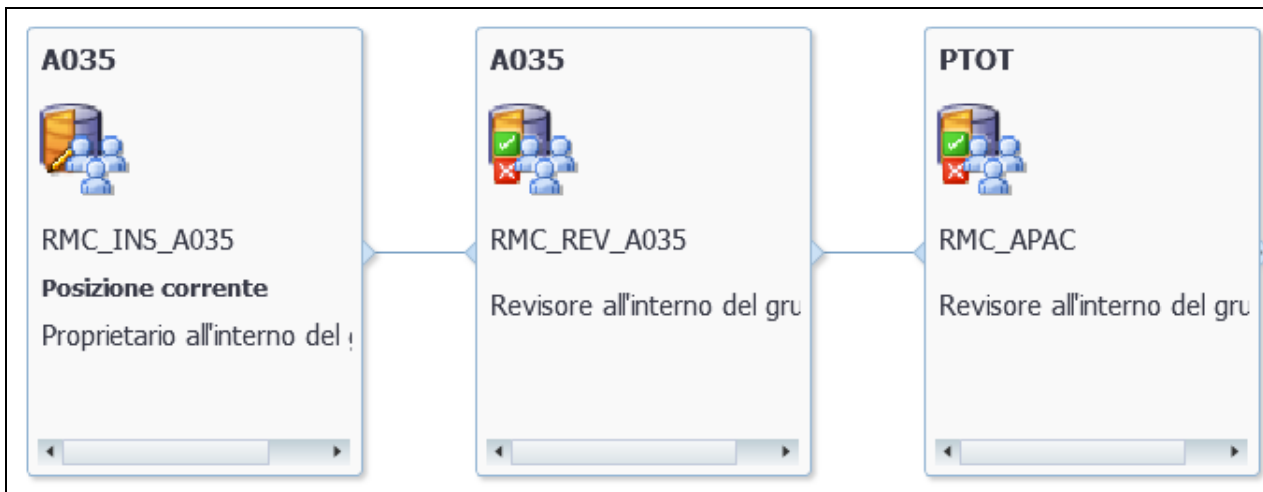 A035
RMC_INS_A035
Posizione corrente
Proprietario all'interno del
A035
RMC_REV_A035
Revisore all'interno del gru
PTOT
RMC_APAC
Revisore all'interno del gru